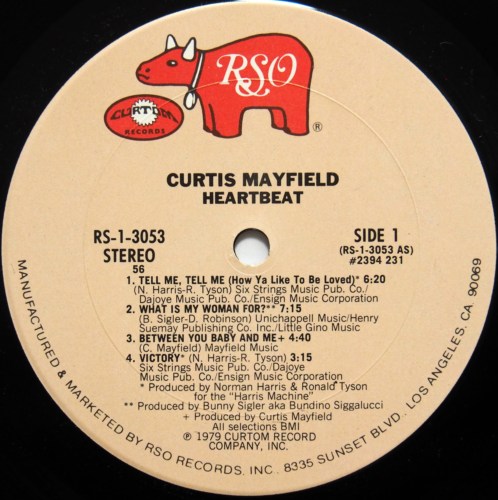 RSO
CURTOM
RECORDS
®
CURTIS MAYFIELD
HEARTBEAT
RS-1-3053
STEREO
56
SIDE 1
(RS-1-3053 AS)
#2394 231
1. TELL ME, TELL ME (How Ya Like To Be Loved)* 6:20
(N. Harris-R. Tyson) Six Strings Music Pub. Co./
Dajoye Music Pub. Co./Ensign Music Corporation
2. WHAT IS MY WOMAN FOR?** 7:15
(B. Sigler-D. Robinson) Unichappell Music/Henry
Suemay Publishing Co. Inc./Little Gino Music
3. BETWEEN YOU BABY AND ME+ 4:40
(C. Mayfield) Mayfield Music
4. VICTORY* (N. Harris-R. Tyson) 3:15
Six Strings Music Pub. Co./Dajoye
Music Pub. Co./Ensign Music Corporation
* Produced by Norman Harris & Ronald Tyson
for the "Harris Machine"
** Produced by Bunny Sigler aka Bundino Siggalucci
+ Produced by Curtis Mayfield
All selections BMI
℗ 1979 CURTOM RECORD
COMPANY, INC.
MANUFACTURED & MARKETED BY RSO RECORDS, INC. 8335 SUNSET BLVD. LOS ANGELES, CA 90069